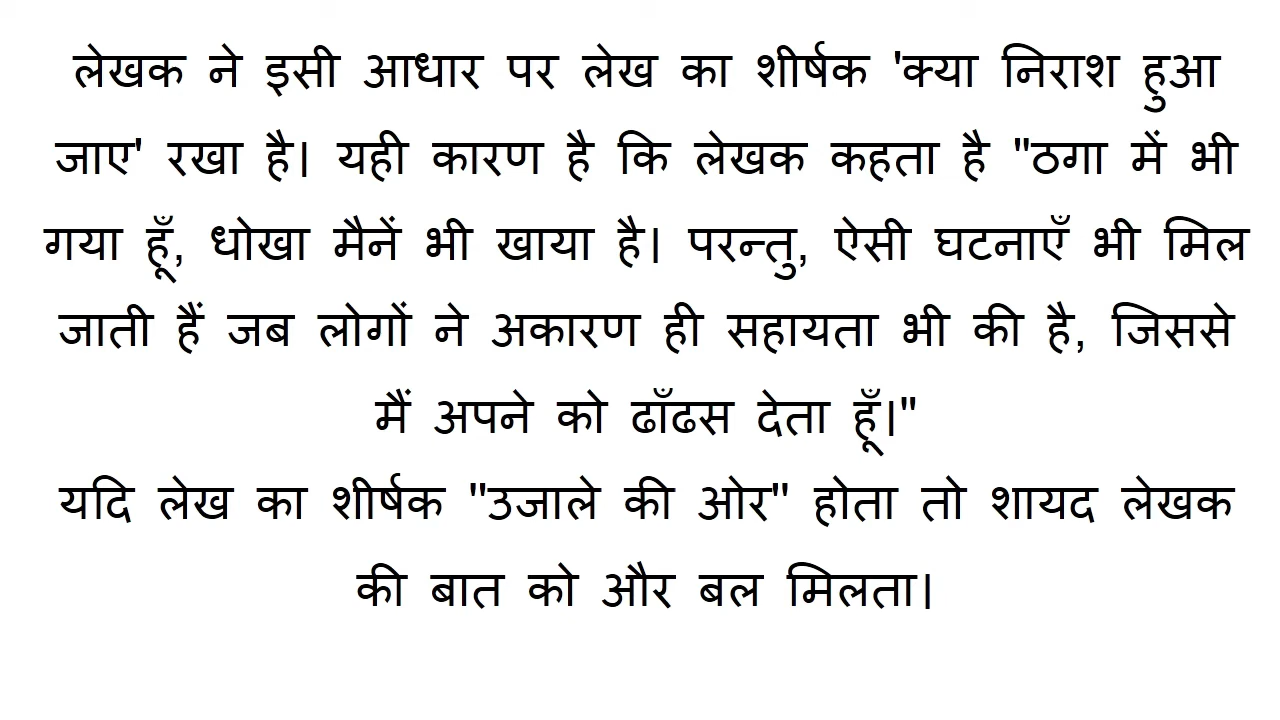 लेखक ने इसी आधार पर लेख का शीर्षक 'क्या निराश हुआ
जाए' रखा है। यही कारण है कि लेखक कहता है "ठगा में भी
गया हूँ, धोखा मैनें भी खाया है। परन्तु, ऐसी घटनाएँ भी मिल
जाती हैं जब लोगों ने अकारण ही सहायता भी की है, जिससे
मैं अपने को ढाँढस देता हूँ।"
यदि लेख का शीर्षक "उजाले की ओर" होता तो शायद लेखक
की बात को और बल मिलता।